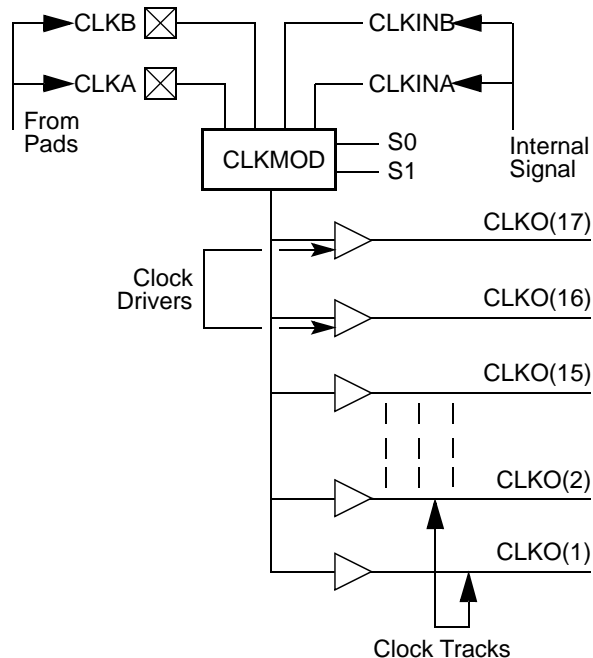 CLKB
CLKINB
CLKA
CLKINA
From
Pads
Internal
Signal
CLKMOD
S0
S1
CLKO(17)
Clock
Drivers
CLKO(16)
CLKO(15)
CLKO(2)
CLKO(1)
Clock Tracks